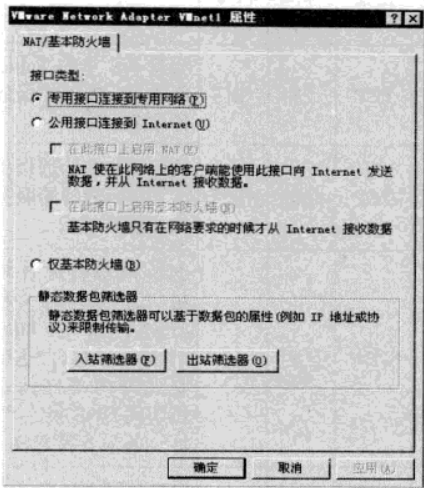 VMware Network Adapter VMnet1 属性
NAT/基本防火墙
接口类型:
专用接口连接到专用网络(P)
公用接口连接到 Internet(U)
在此接口上启用 NAT(E)
NAT 使在此网络上的客户端能使用此接口向 Internet 发送
数据,并从 Internet 接收数据。
在此接口上启用基本防火墙(N)
基本防火墙只有在网络要求的时候才从 Internet 接收数据
仅基本防火墙(B)
静态数据包筛选器
静态数据包筛选器可以基于数据包的属性(例如 IP 地址或协
议)来限制传输。
入站筛选器(F) 出站筛选器(O)
确定 取消 应用(A)